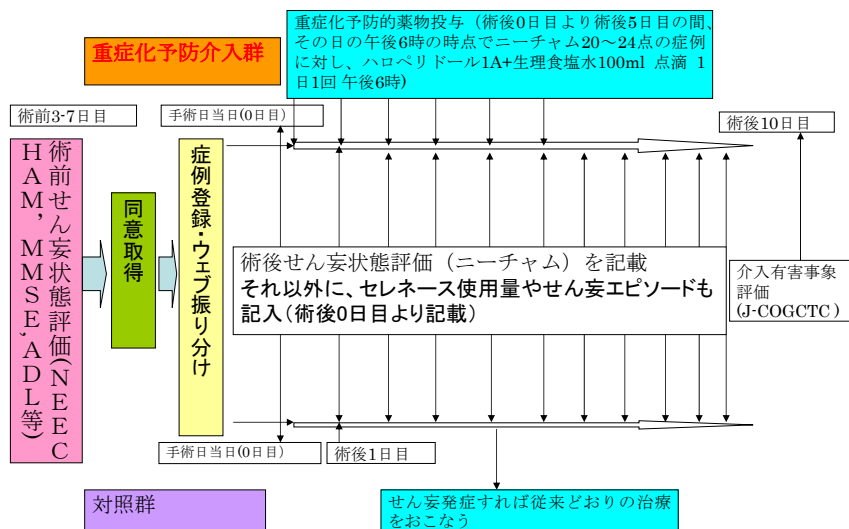 重症化予防介入群
重症化予防的薬物投与（術後0日目より術後5日目の間、
その日の午後6時の時点でニーチャム20～24点の症例
に対し、ハロペリドール1A+生理食塩水100ml 点滴 1
日1回 午後6時)
術前3-7日目
手術日当日(0日目)
術後10日目
術前せん妄状態評価(NEEC
HAM, MMSE,ADL等)
同意取得
症例登録・ウェブ振り分け
術後せん妄状態評価（ニーチャム）を記載
それ以外に、セレネース使用量やせん妄エピソードも
記入（術後0日目より記載）
介入有害事象
評価
(J-COGCTC )
手術日当日(0日目)
術後1日目
対照群
せん妄発症すれば従来どおりの治療
をおこなう